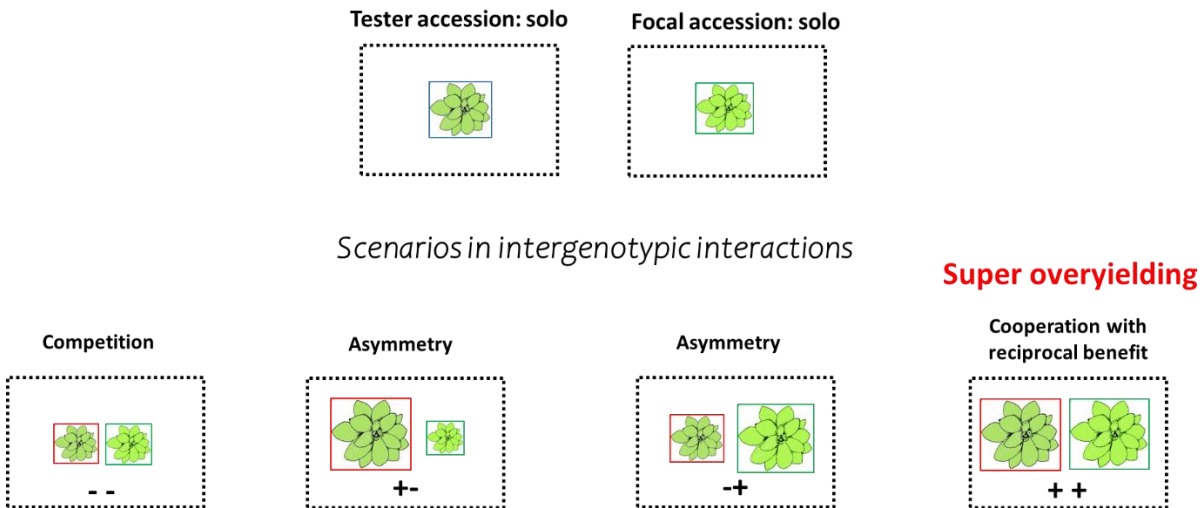 Tester accession: solo
Focal accession: solo
Scenarios in intergenotypic interactions
Super overyielding
Competition
Asymmetry
Asymmetry
Cooperation with
reciprocal benefit
- -
+-
-+
+ +